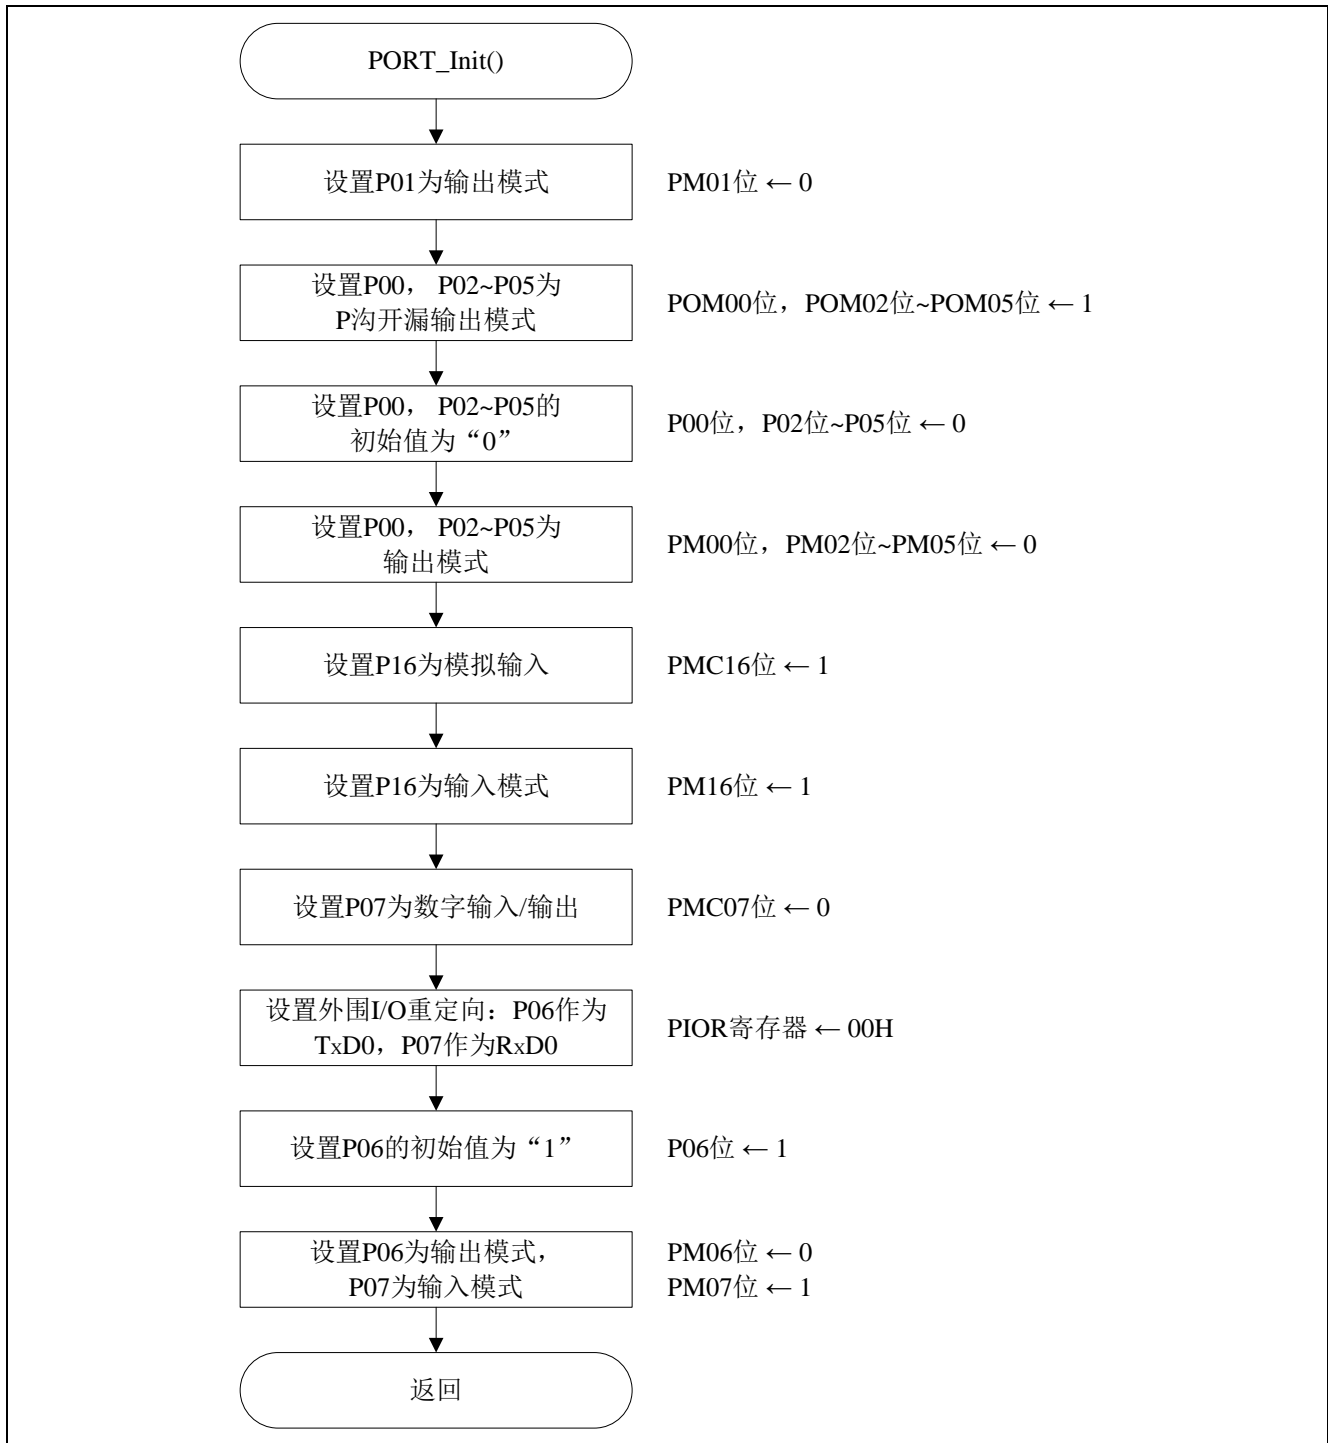 PORT_Init()
设置P01为输出模式
PM01位 ← 0
设置P00， P02~P05为
P沟开漏输出模式
POM00位，POM02位~POM05位 ← 1
设置P00， P02~P05的
初始值为“0”
P00位，P02位~P05位 ← 0
设置P00， P02~P05为
输出模式
PM00位，PM02位~PM05位 ← 0
设置P16为模拟输入
PMC16位 ← 1
设置P16为输入模式
PM16位 ← 1
设置P07为数字输入/输出
PMC07位 ← 0
设置外围I/O重定向：P06作为
TxD0，P07作为RxD0
PIOR寄存器 ← 00H
设置P06的初始值为“1”
P06位 ← 1
设置P06为输出模式，
P07为输入模式
PM06位 ← 0
PM07位 ← 1
返回